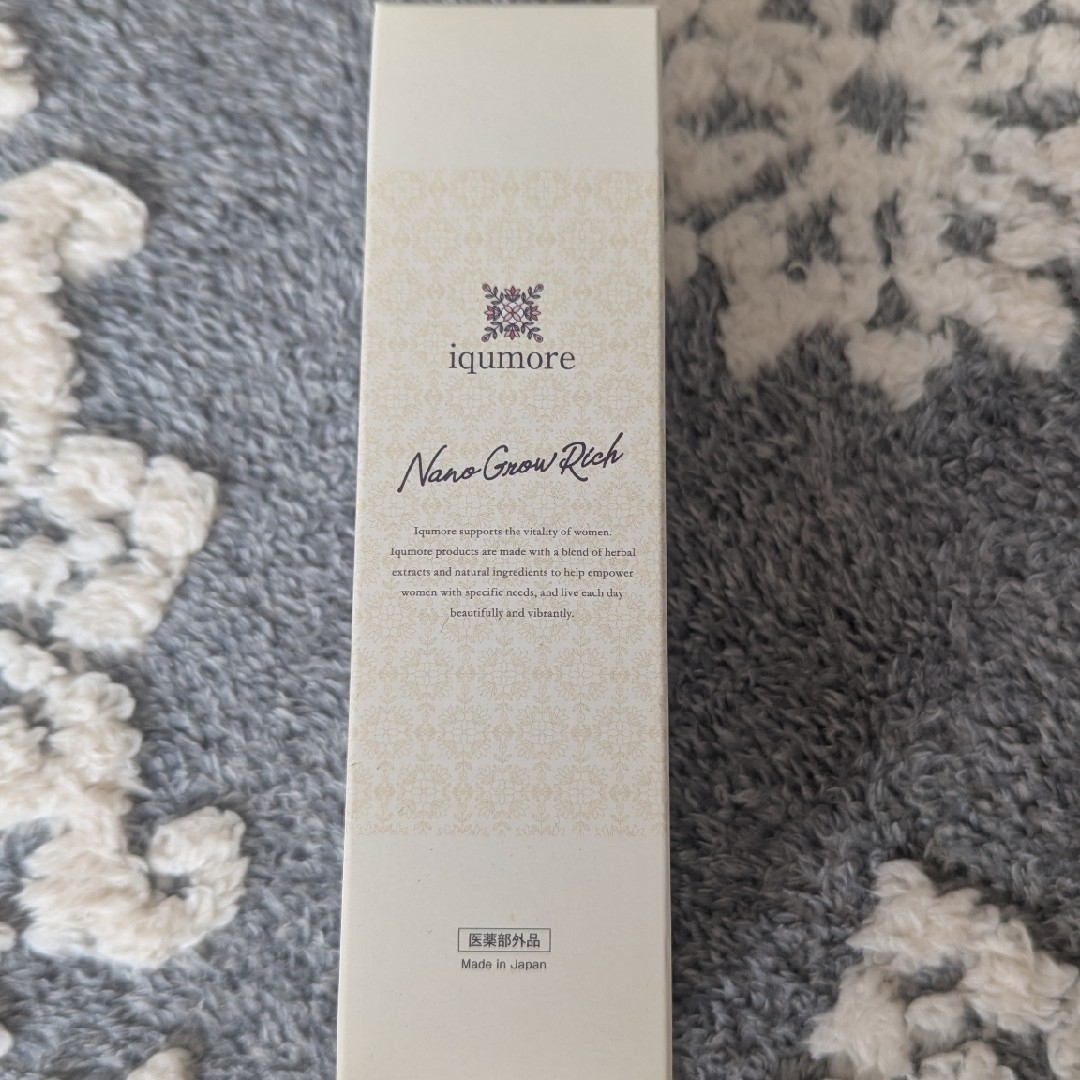 iqumore
Nano Grow Rich
Iqumore supports the vitality of women.
Iqumore products are made with a blend of herbal
extracts and natural ingredients to help empower
women with specific needs, and live each day
beautifully and vibrantly.
医薬部外品
Made in Japan